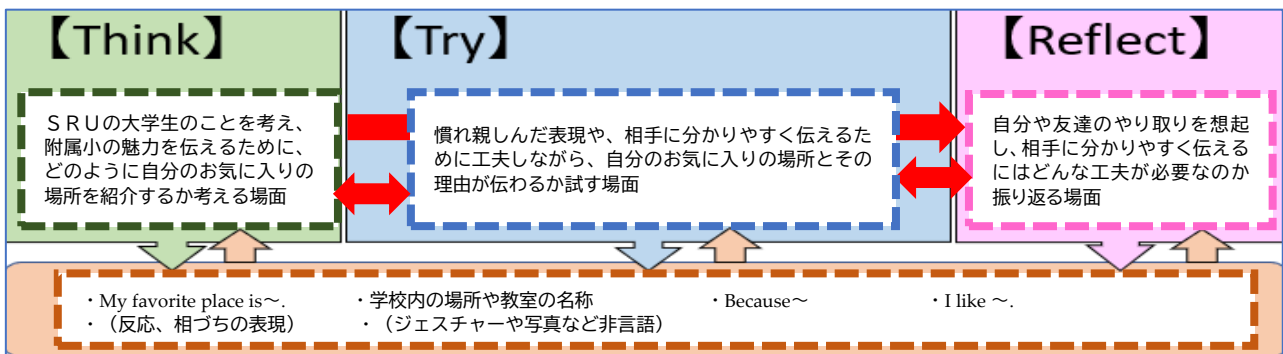 【Think】
ＳＲＵの大学生のことを考え、
附属小の魅力を伝えるために、
どのように自分のお気に入りの
場所を紹介するか考える場面
【Try】
慣れ親しんだ表現や、相手に分かりやすく伝えるた
めに工夫しながら、自分のお気に入りの場所とその
理由が伝わるか試す場面
【Reflect】
自分や友達のやり取りを想起
し、相手に分かりやすく伝える
にはどんな工夫が必要なのか
振り返る場面
・My favorite place is～. ・学校内の場所や教室の名称 ・Because～ ・I like ～.
・（反応、相づちの表現） ・（ジェスチャーや写真など非言語）